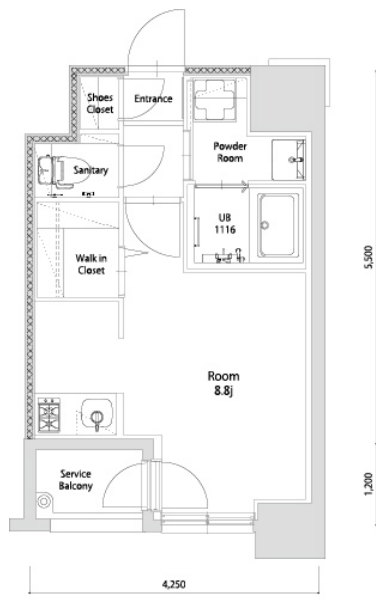 Shoes
Closet
Entrance
Powder
Room
Sanitary
UB
1116
Walk in
Closet
5,500
Room
8.8j
Service
Balcony
1,200
4,250